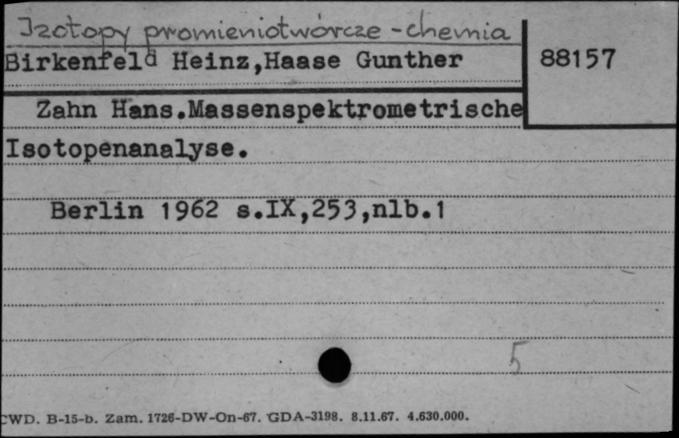 Izotopy promieniotwórcze - chemia
Birkenfeld Heinz,Haase Gunther
88157
Zahn Hans.Massenspektrometrische
Isotopenanalyse.
Berlin 1962 s.IX,253,nlb.1
5
CWD. B-15-b. Zam. 1726-DW-On-67. GDA-3198. 8.11.67. 4.630.000.